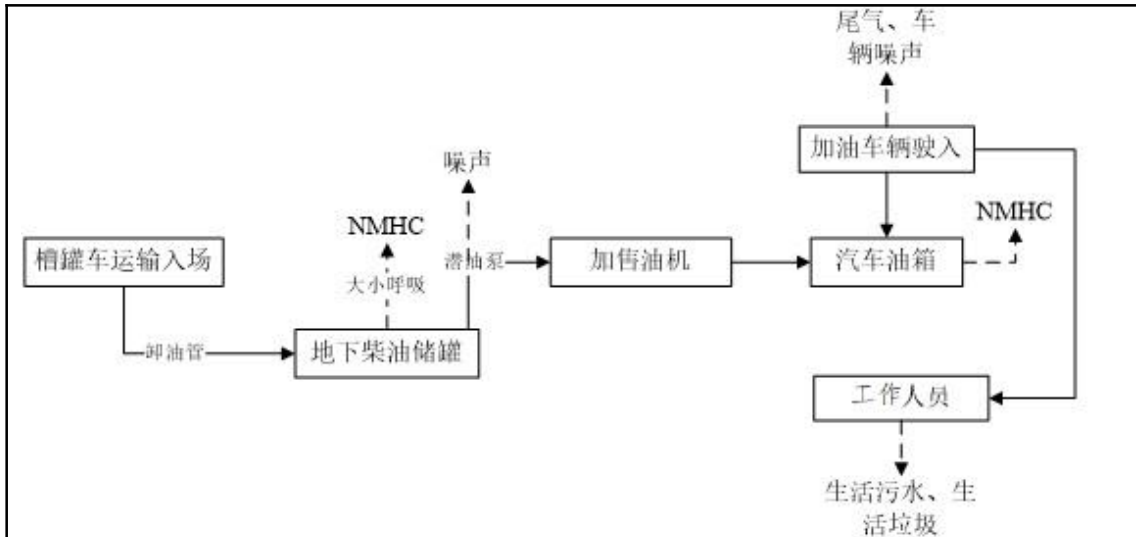 尾气、车
辆噪声
加油车辆驶入
噪声
NMHC
NMHC
槽罐车运输入场
潜油泵
加售油机
汽车油箱
大小呼吸
卸油管
地下柴油储罐
工作人员
生活污水、生
活垃圾